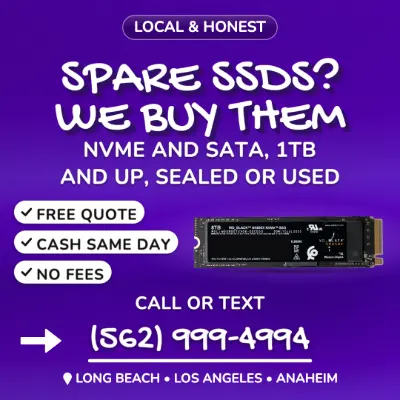 LOCAL & HONEST
SPARE SSDS?
WE BUY THEM
NVME AND SATA, 1TB
AND UP, SEALED OR USED
FREE QUOTE
CASH SAME DAY
NO FEES
8TB
CALL OR TEXT
(562) 999-4994
LONG BEACH • LOS ANGELES • ANAHEIM